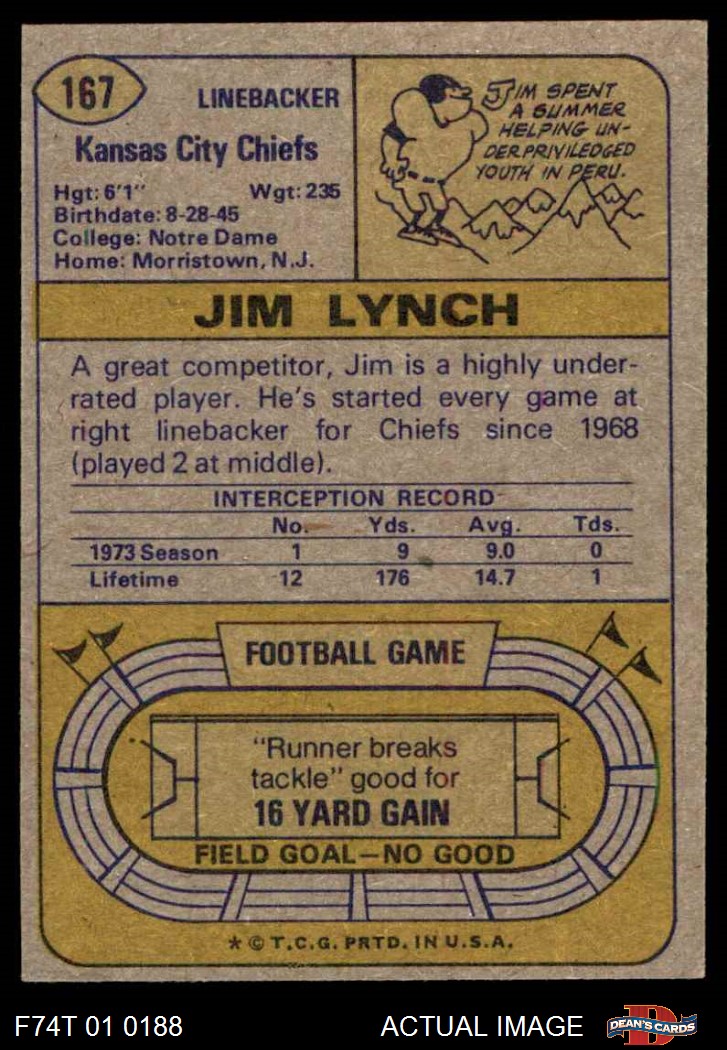 167
LINEBACKER
Kansas City Chiefs
Hgt: 6'1" Wgt: 235
Birthdate: 8-28-45
College: Notre Dame
Home: Morristown, N.J.
JIM SPENT
A SUMMER
HELPING UN-
DERPRIVILEDGED
YOUTH IN PERU.
JIM LYNCH
A great competitor, Jim is a highly under-
rated player. He's started every game at
right linebacker for Chiefs since 1968
(played 2 at middle).
INTERCEPTION RECORD
No. Yds. Avg. Tds.
1973 Season 1 9 9.0 0
Lifetime 12 176 14.7 1
FOOTBALL GAME
"Runner breaks
tackle" good for
16 YARD GAIN
FIELD GOAL—NO GOOD
* © T.C.G. PRTD. IN U.S.A.
F74T 01 0188 ACTUAL IMAGE D DEAN'S CARDS